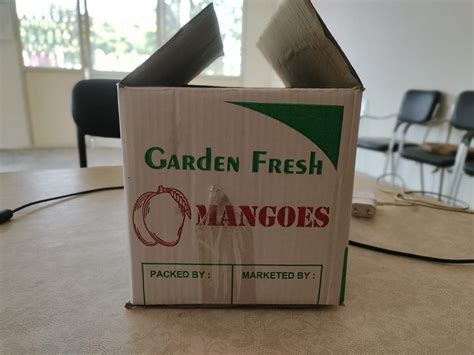 GARDEN FRESH
MANGOES
PACKED BY :
MARKETED BY :